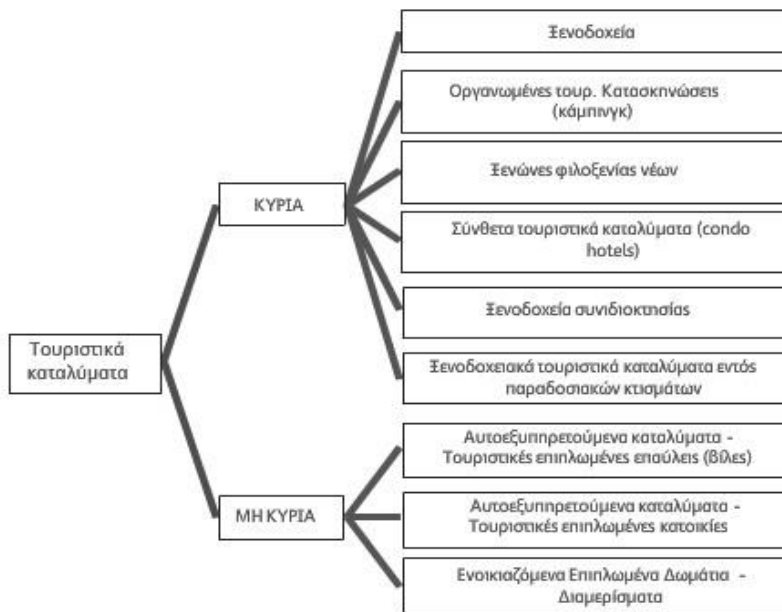 Τουριστικά
καταλύματα
ΚΥΡΙΑ
Ξενοδοχεία
Οργανωμένες τουρ. Κατασκηνώσεις
(κάμπινγκ)
Ξενώνες φιλοξενίας νέων
Σύνθετα τουριστικά καταλύματα (condo
hotels)
Ξενοδοχεία συνιδιοκτησίας
Ξενοδοχειακά τουριστικά καταλύματα εντός
παραδοσιακών κτισμάτων
ΜΗ ΚΥΡΙΑ
Αυτοεξυπηρετούμενα καταλύματα -
Τουριστικές επιπλωμένες επαύλεις (βίλες)
Αυτοεξυπηρετούμενα καταλύματα -
Τουριστικές επιπλωμένες κατοικίες
Ενοικιαζόμενα Επιπλωμένα Δωμάτια -
Διαμερίσματα